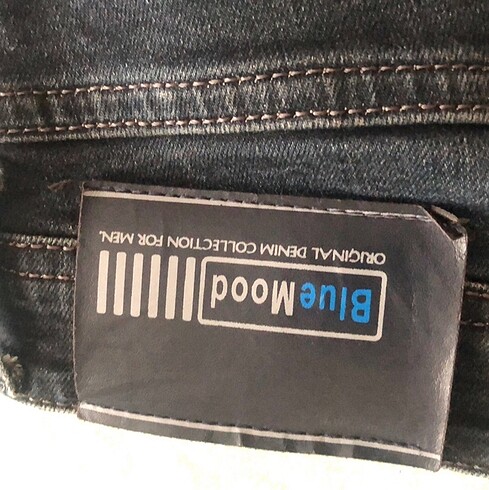 BlueMood
ORIGINAL DENIM COLLECTION FOR MEN.